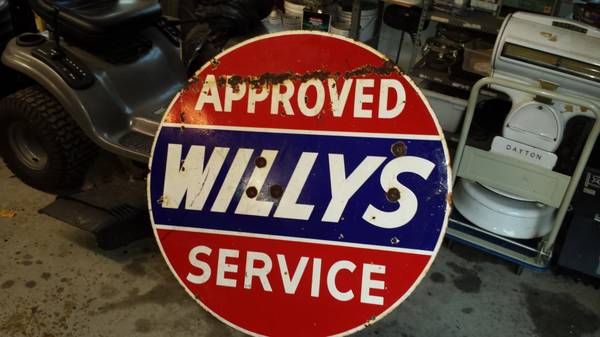 APPROVED
WILLYS
SERVICE
DAYTON